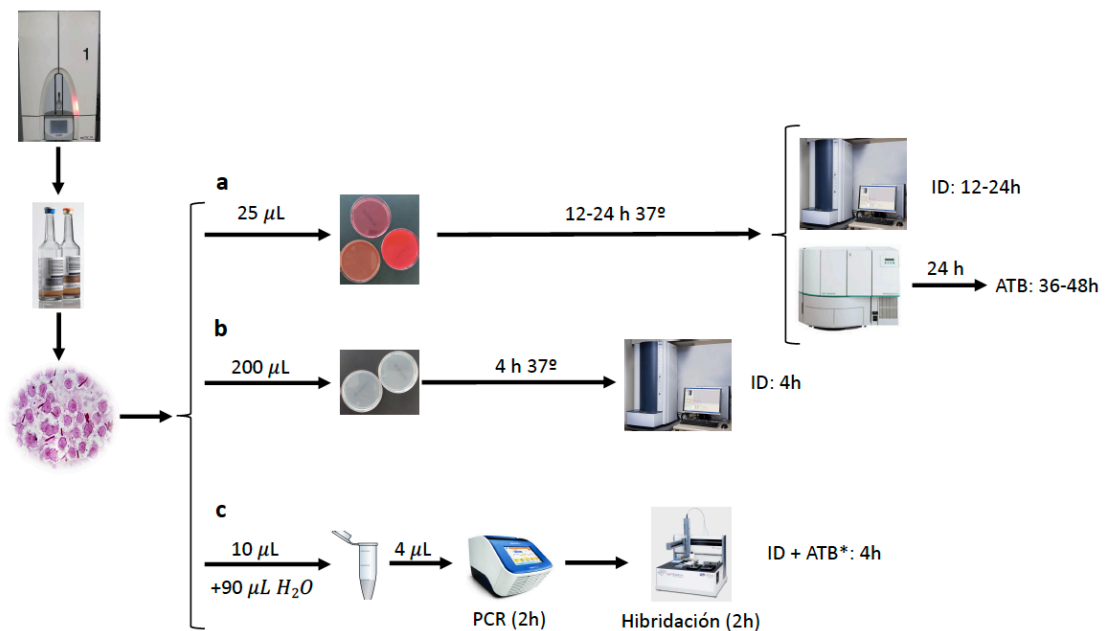 1
a
25 μL
12-24 h 37º
ID: 12-24h
24 h
ATB: 36-48h
b
200 μL
4 h 37º
ID: 4h
c
10 μL
+90 μL H₂O
4 μL
PCR (2h)
Hibridación (2h)
ID + ATB*: 4h